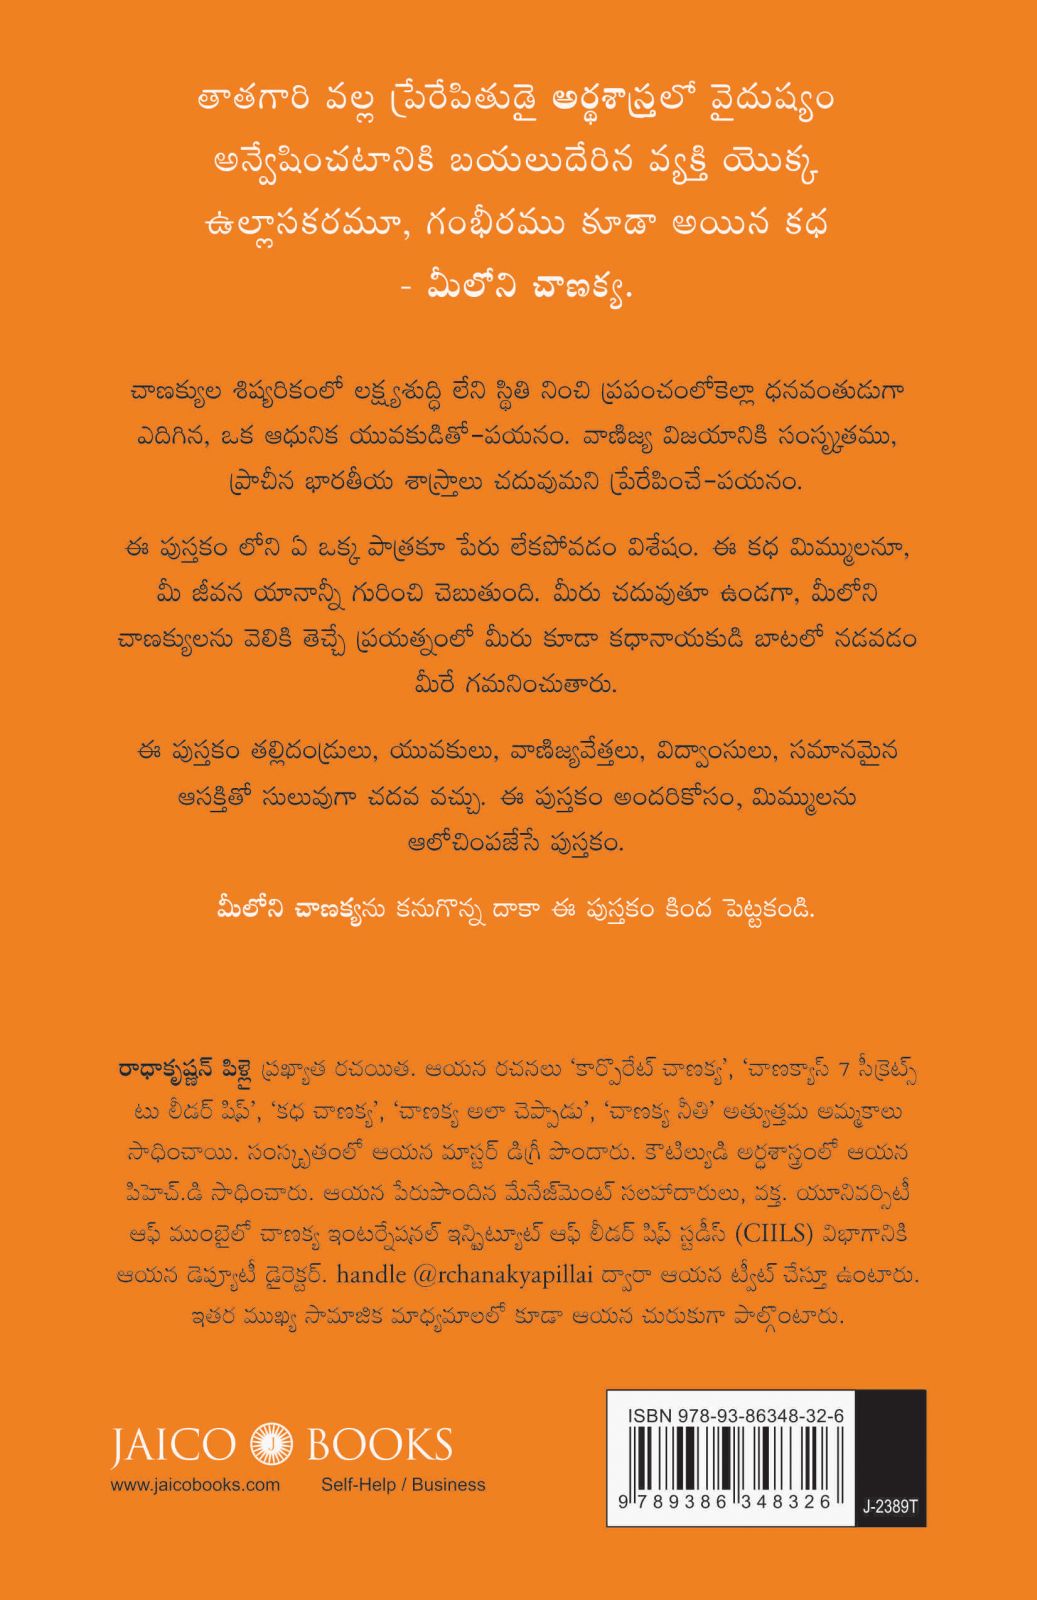 తాతగారి వల్ల ప్రేరేపితుడై అర్థశాస్త్రలో వైదుష్యం
అన్వేషించటానికి బయలుదేరిన వ్యక్తి యొక్క
ఉల్లాసకరమూ, గంభీరము కూడా అయిన కధ
- మీలోని చాణక్య.
చాణక్యుల శిష్యరికంలో లక్ష్యశుద్ధి లేని స్థితి నించి ప్రపంచంలోకెల్లా ధనవంతుడుగా
ఎదిగిన, ఒక ఆధునిక యువకుడితో-పయనం. వాణిజ్య విజయానికి సంస్కృతము,
ప్రాచీన భారతీయ శాస్త్రాలు చదువుమని ప్రేరేపించే-పయనం.
ఈ పుస్తకం లోని ఏ ఒక్క పాత్రకూ పేరు లేకపోవడం విశేషం. ఈ కధ మిమ్ములనూ,
మీ జీవన యానాన్నీ గురించి చెబుతుంది. మీరు చదువుతూ ఉండగా, మీలోని
చాణక్యులను వెలికి తెచ్చే ప్రయత్నంలో మీరు కూడా కధానాయకుడి బాటలో నడవడం
మీరే గమనించుతారు.
ఈ పుస్తకం తల్లిదండ్రులు, యువకులు, వాణిజ్యవేత్తలు, విద్వాంసులు, సమానమైన
ఆసక్తితో సులువుగా చదవ వచ్చు. ఈ పుస్తకం అందరికోసం, మిమ్ములను
ఆలోచింపజేసే పుస్తకం.
మీలోని చాణక్యను కనుగొన్న దాకా ఈ పుస్తకం కింద పెట్టకండి.
రాధాకృష్ణన్ పిళ్లై ప్రఖ్యాత రచయిత. ఆయన రచనలు ‘కార్పొరేట్ చాణక్య’, ‘చాణక్యాస్ 7 సీక్రెట్స్
టు లీడర్ షిప్’, ‘కధ చాణక్య’, ‘చాణక్య అలా చెప్పాడు’, ‘చాణక్య నీతి’ అత్యుత్తమ అమ్మకాలు
సాధించాయి. సంస్కృతంలో ఆయన మాస్టర్ డిగ్రీ పొందారు. కౌటిల్యుడి అర్ధశాస్త్రంలో ఆయన
పిహెచ్.డి సాధించారు. ఆయన పేరుపొందిన మేనేజ్‌మెంట్ సలహాదారులు, వక్త. యూనివర్సిటీ
ఆఫ్ ముంబైలో చాణక్య ఇంటర్నేషనల్ ఇన్స్టిట్యూట్ ఆఫ్ లీడర్ షిప్ స్టడీస్ (CIILS) విభాగానికి
ఆయన డెప్యూటీ డైరెక్టర్. handle @rchanakyapillai ద్వారా ఆయన ట్వీట్ చేస్తూ ఉంటారు.
ఇతర ముఖ్య సామాజిక మాధ్యమాలలో కూడా ఆయన చురుకుగా పాల్గొంటారు.
JAICO BOOKS
www.jaicobooks.com Self-Help / Business
ISBN 978-93-86348-32-6
9 789386 348326
J-2389T